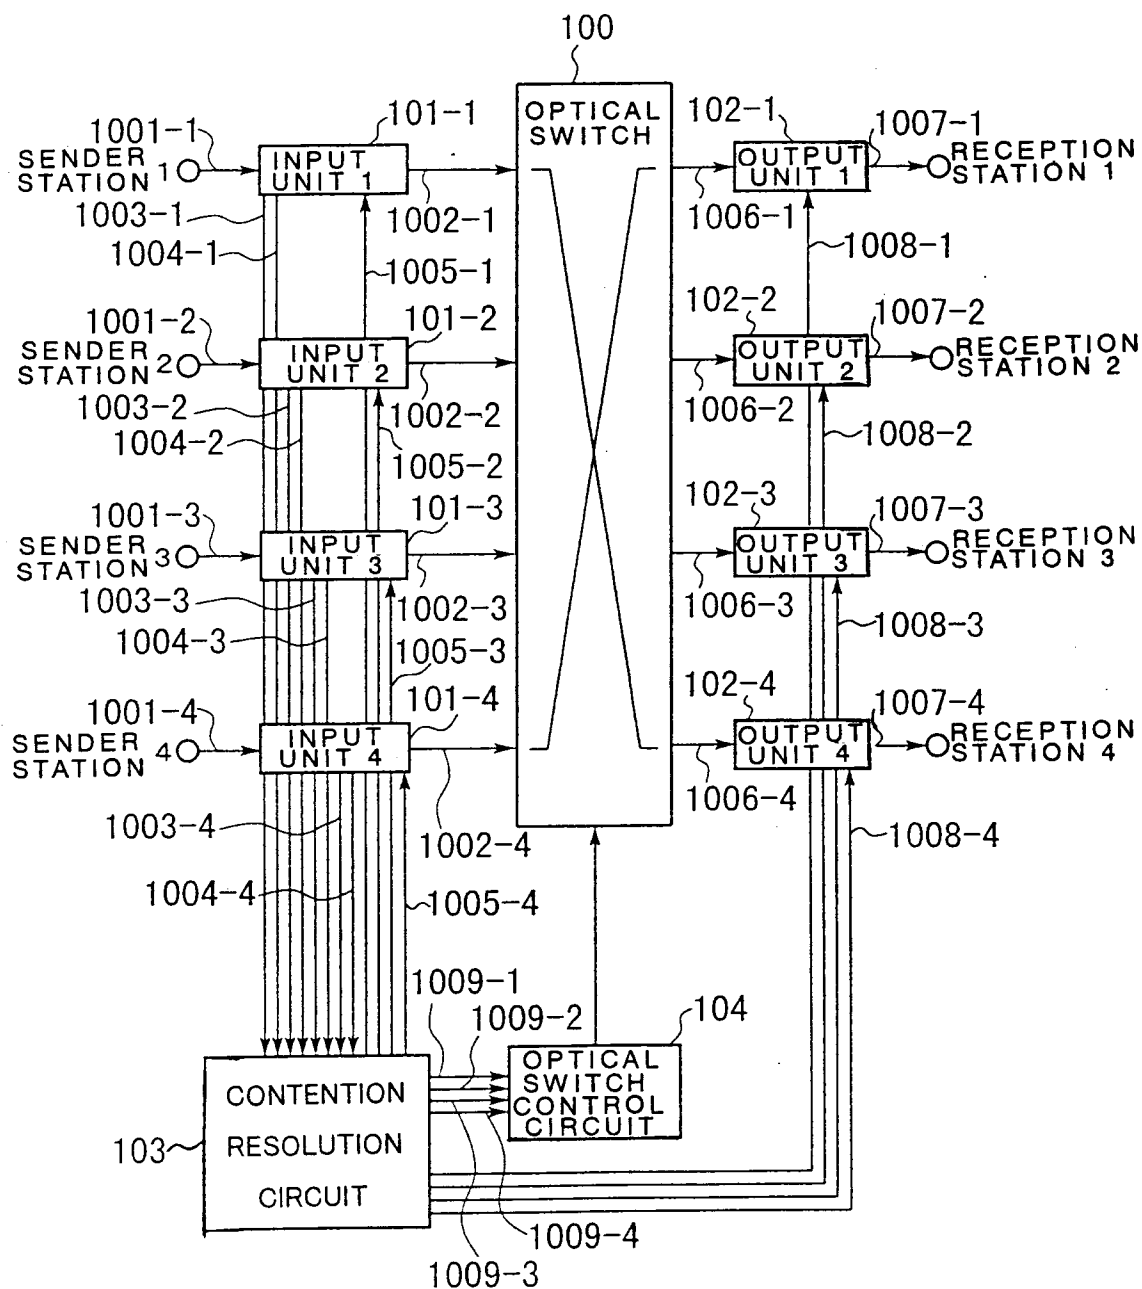 100
OPTICAL
SWITCH
101-1
102-1
1001-1
1007-1
SENDER
STATION 1
INPUT
UNIT 1
OUTPUT
UNIT 1
RECEPTION
STATION 1
1003-1
1002-1
1006-1
1004-1
1008-1
1005-1
101-2
102-2
1001-2
1007-2
SENDER
STATION 2
INPUT
UNIT 2
OUTPUT
UNIT 2
RECEPTION
STATION 2
1003-2
1002-2
1006-2
1004-2
1008-2
1005-2
101-3
102-3
1001-3
1007-3
SENDER
STATION 3
INPUT
UNIT 3
OUTPUT
UNIT 3
RECEPTION
STATION 3
1003-3
1002-3
1006-3
1004-3
1008-3
1005-3
101-4
102-4
1001-4
1007-4
SENDER
STATION 4
INPUT
UNIT 4
OUTPUT
UNIT 4
RECEPTION
STATION 4
1003-4
1002-4
1006-4
1008-4
1004-4
1005-4
1009-1
1009-2
104
OPTICAL
SWITCH
CONTROL
CIRCUIT
103
CONTENTION
RESOLUTION
CIRCUIT
1009-4
1009-3